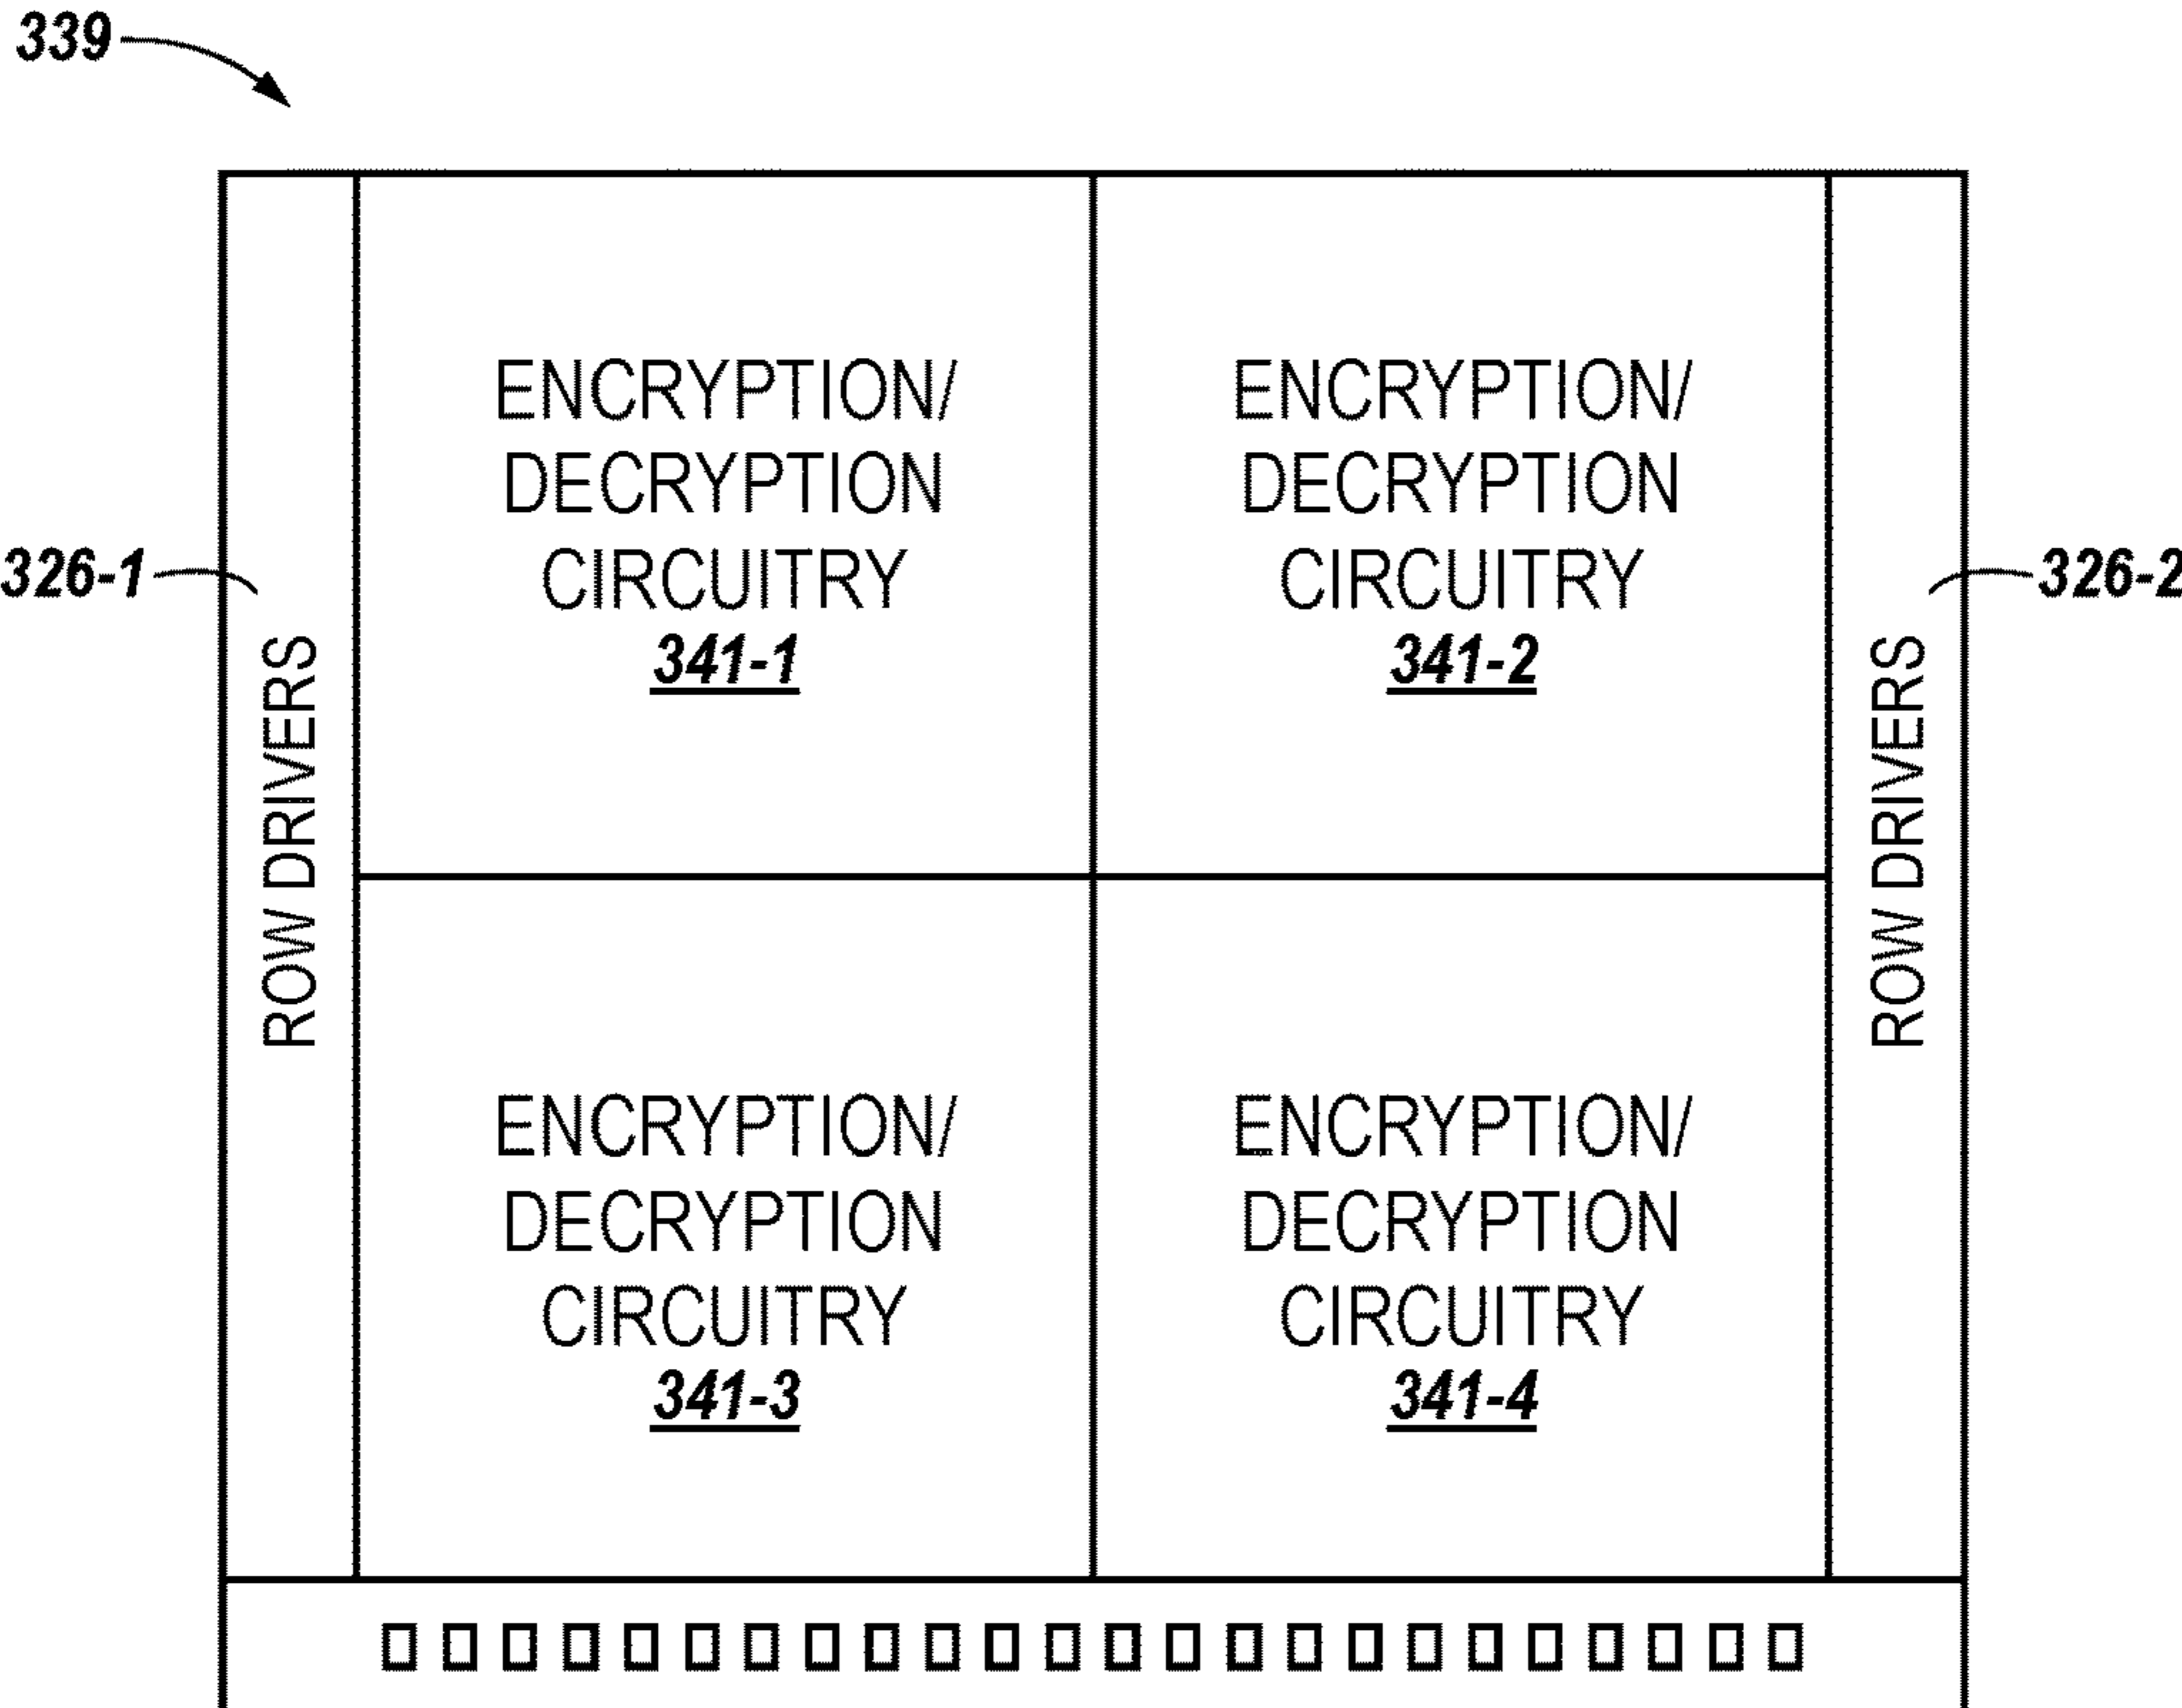 339
ENCRYPTION/
DECRYPTION
CIRCUITRY
341-1
ENCRYPTION/
DECRYPTION
CIRCUITRY
341-2
326-1
326-2
ROW DRIVERS
ROW DRIVERS
ENCRYPTION/
DECRYPTION
CIRCUITRY
341-3
ENCRYPTION/
DECRYPTION
CIRCUITRY
341-4